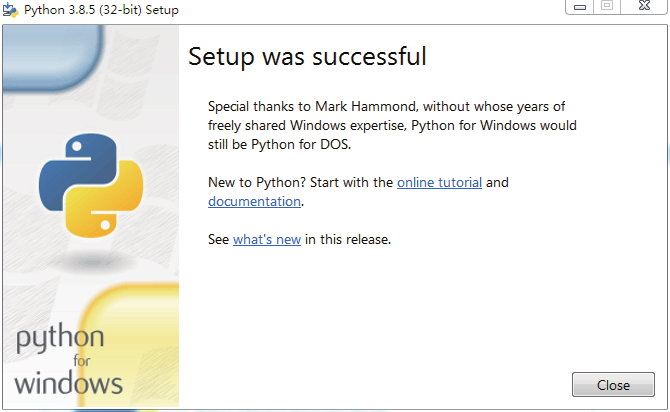 Python 3.8.5 (32-bit) Setup
Setup was successful
Special thanks to Mark Hammond, without whose years of
freely shared Windows expertise, Python for Windows would
still be Python for DOS.
New to Python? Start with the online tutorial and
documentation.
See what's new in this release.
python
for
windows
Close